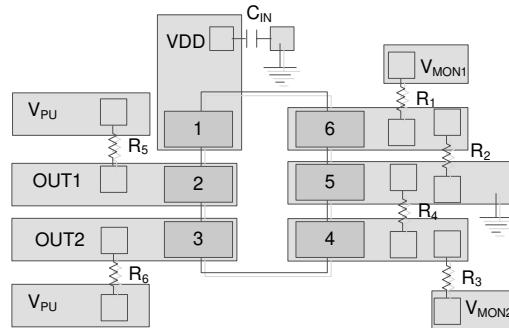 C_IN
VDD
V_MON1
V_PU
R_1
1
6
R_5
R_2
OUT1
2
5
R_4
OUT2
3
4
R_6
R_3
V_PU
V_MON2